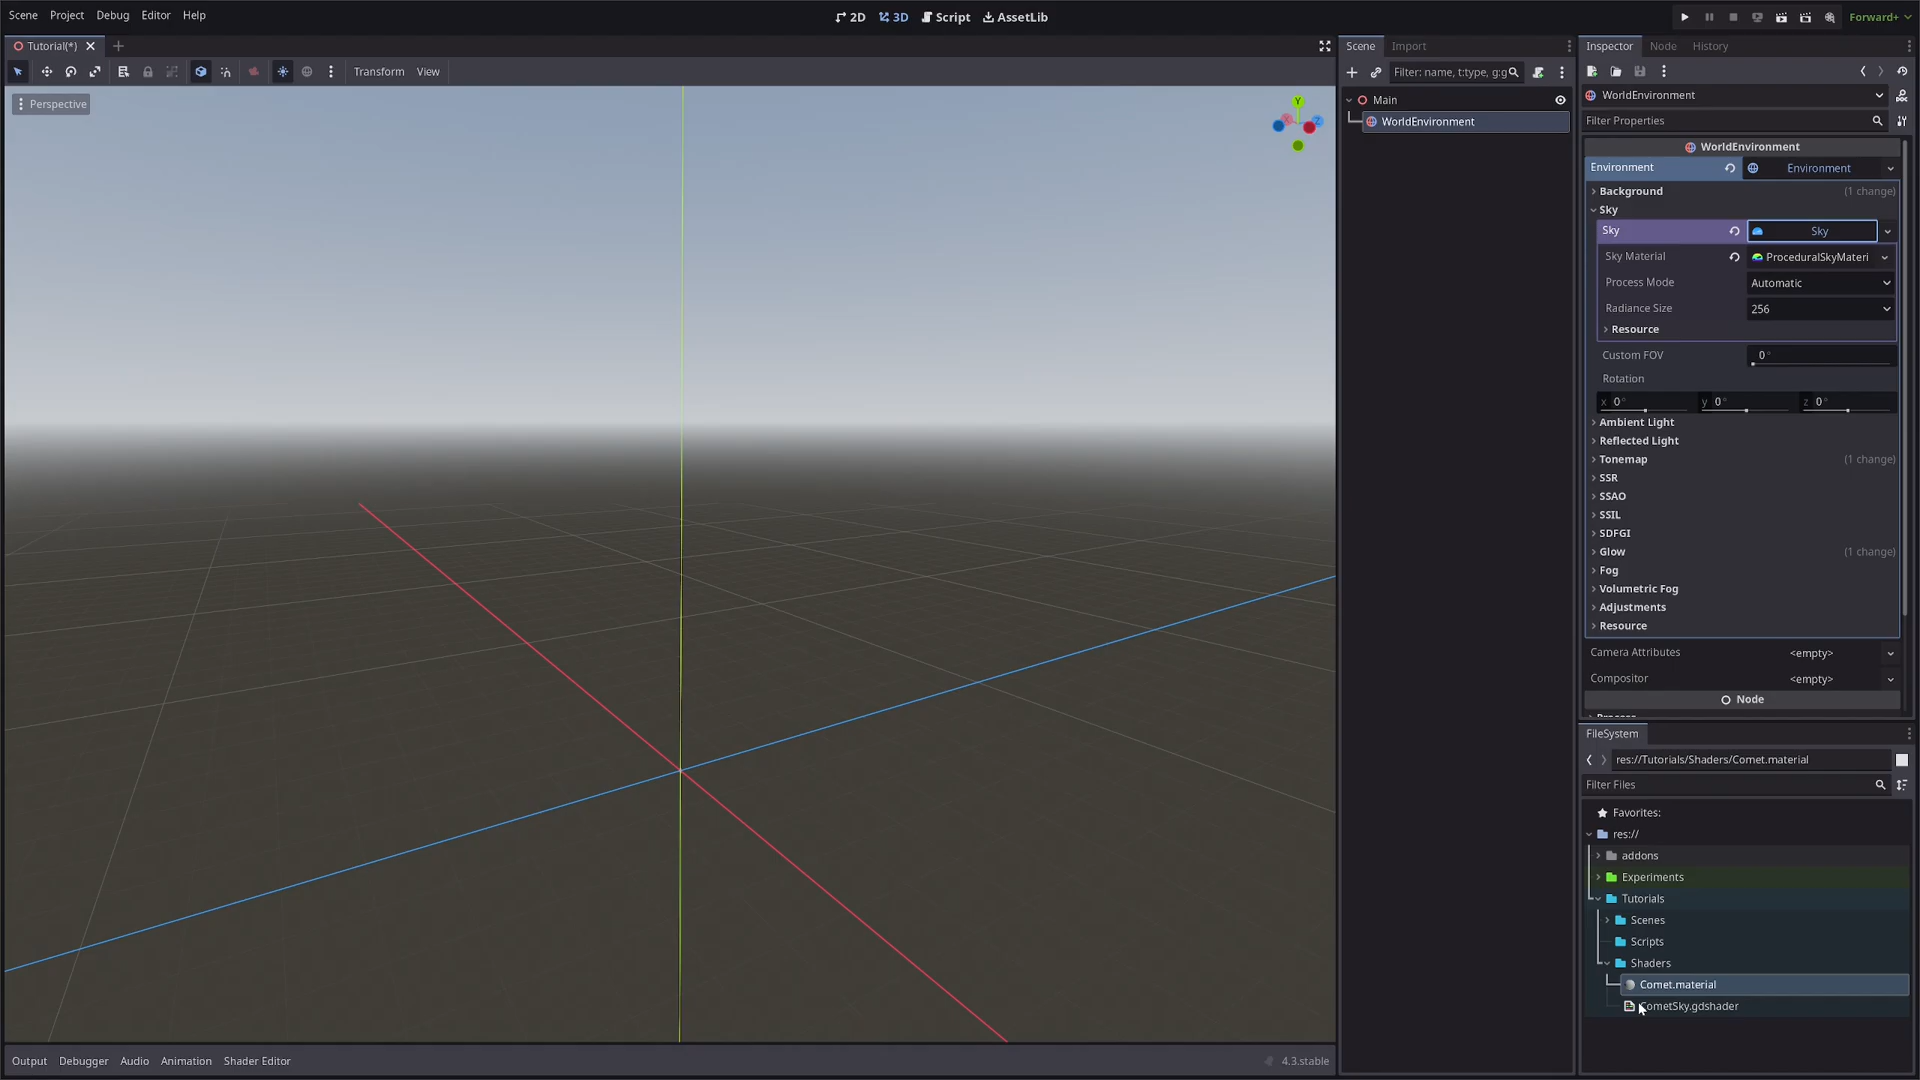 Scene Project Debug Editor Help
2D 3D Script AssetLib
Forward+
Tutorial(*)
Transform View
Perspective
Y
X
Z
Scene Import
Filter: name, t:type, g:g
Main
WorldEnvironment
Inspector Node History
WorldEnvironment
Filter Properties
WorldEnvironment
Environment Environment
Background (1 change)
Sky
Sky Sky
Sky Material ProceduralSkyMateri
Process Mode Automatic
Radiance Size 256
Resource
Custom FOV 0°
Rotation
x 0° y 0° z 0°
Ambient Light
Reflected Light
Tonemap (1 change)
SSR
SSAO
SSIL
SDFGI
Glow (1 change)
Fog
Volumetric Fog
Adjustments
Resource
Camera Attributes <empty>
Compositor <empty>
Node
FileSystem
res://Tutorials/Shaders/Comet.material
Filter Files
Favorites:
res://
addons
Experiments
Tutorials
Scenes
Scripts
Shaders
Comet.material
CometSky.gdshader
Output Debugger Audio Animation Shader Editor
4.3.stable